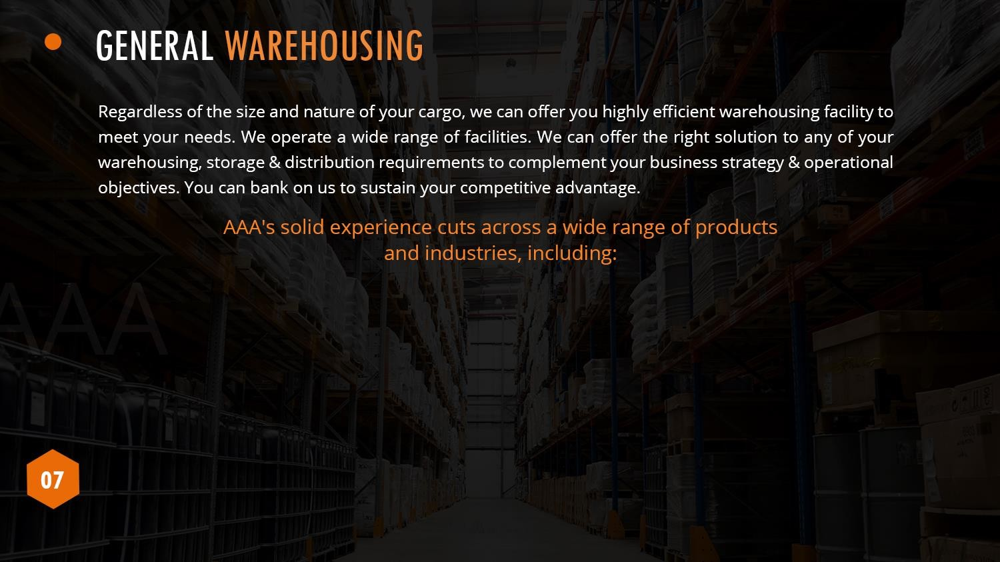 GENERAL WAREHOUSING
Regardless of the size and nature of your cargo, we can offer you highly efficient warehousing facility to
meet your needs. We operate a wide range of facilities. We can offer the right solution to any of your
warehousing, storage & distribution requirements to complement your business strategy & operational
objectives. You can bank on us to sustain your competitive advantage.
AAA's solid experience cuts across a wide range of products
and industries, including:
AAA
07